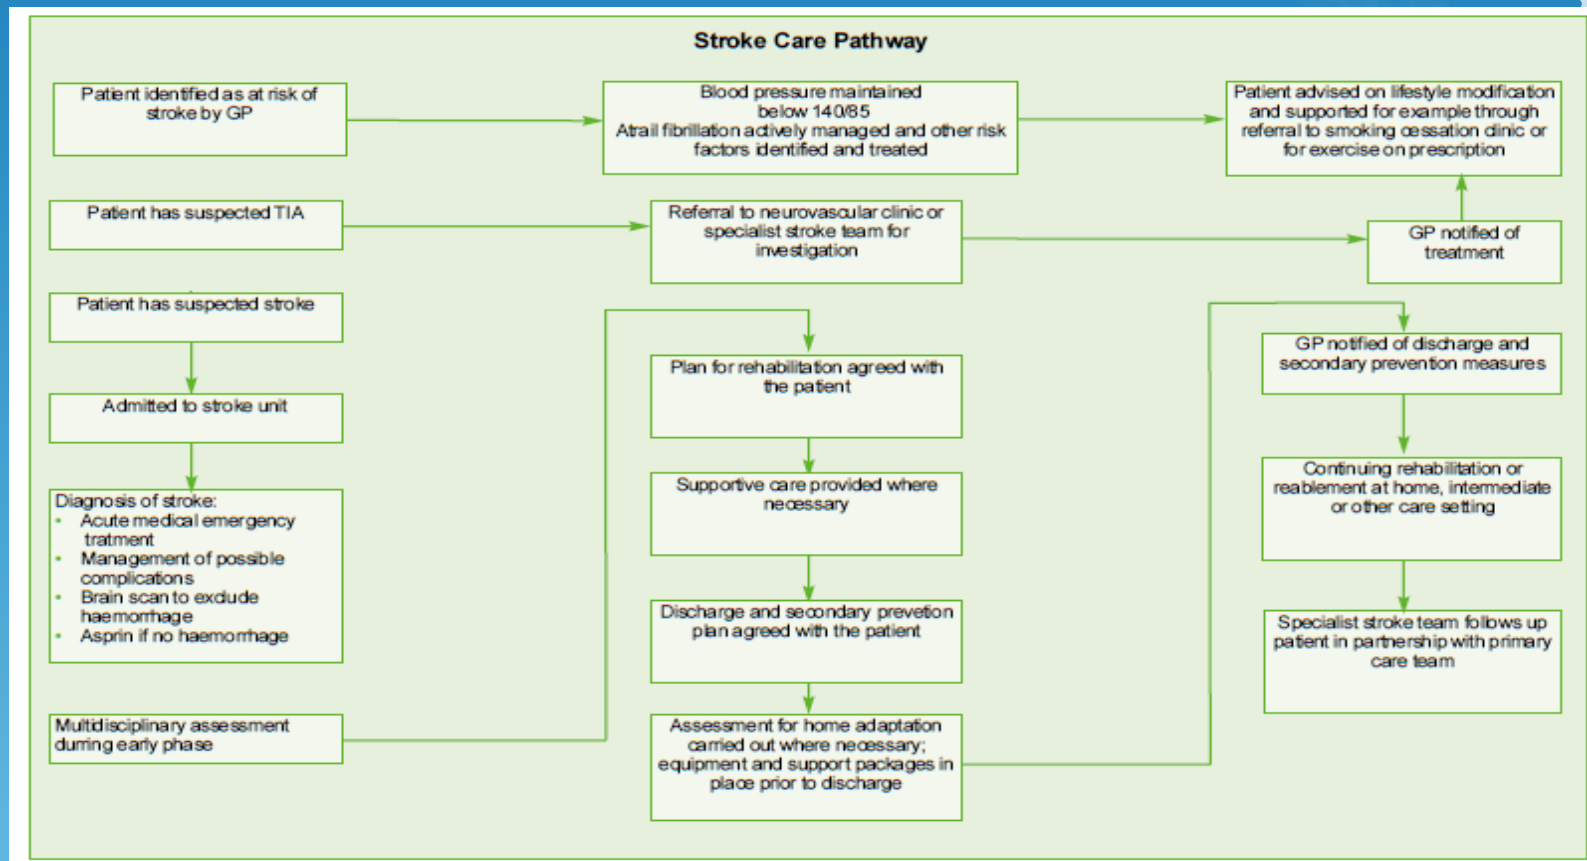 Stroke Care Pathway
Patient identified as at risk of
stroke by GP
Blood pressure maintained
below 140/85
Atrail fibrillation actively managed and other risk
factors identified and treated
Patient advised on lifestyle modification
and supported for example through
referral to smoking cessation clinic or
for exercise on prescription
Patient has suspected TIA
Referral to neurovascular clinic or
specialist stroke team for
investigation
GP notified of
treatment
Patient has suspected stroke
Admitted to stroke unit
Diagnosis of stroke:
• Acute medical emergency
tratment
• Management of possible
complications
• Brain scan to exclude
haemorrhage
• Asprin if no haemorrhage
Multidisciplinary assessment
durring early phase
Plan for rehabilitation agreed with
the patient
Supportive care provided where
necessary
Discharge and secondary prevetion
plan agreed with the patient
Assessment for home adaptation
carried out where necessary;
equipment and support packages in
place prior to discharge
GP notified of discharge and
secondary prevention measures
Continuing rehabilitation or
reablement at home, intermediate
or other care setting
Specialist stroke team follows up
patient in partnership with primary
care team